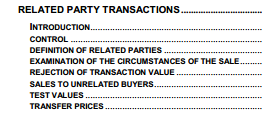 RELATED PARTY TRANSACTIONS................................
INTRODUCTION............................................................
CONTROL ..................................................................
DEFINITION OF RELATED PARTIES ................................
EXAMINATION OF THE CIRCUMSTANCES OF THE SALE.........
REJECTION OF TRANSACTION VALUE ............................
SALES TO UNRELATED BUYERS...................................
TEST VALUES ............................................................
TRANSFER PRICES .....................................................